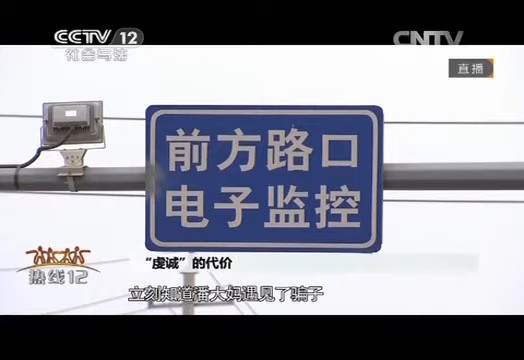 CCTV 12
社会与法
CNTV
直播
前方路口
电子监控
热线12
“虔诚”的代价
立刻知道潘大妈遇见了骗子